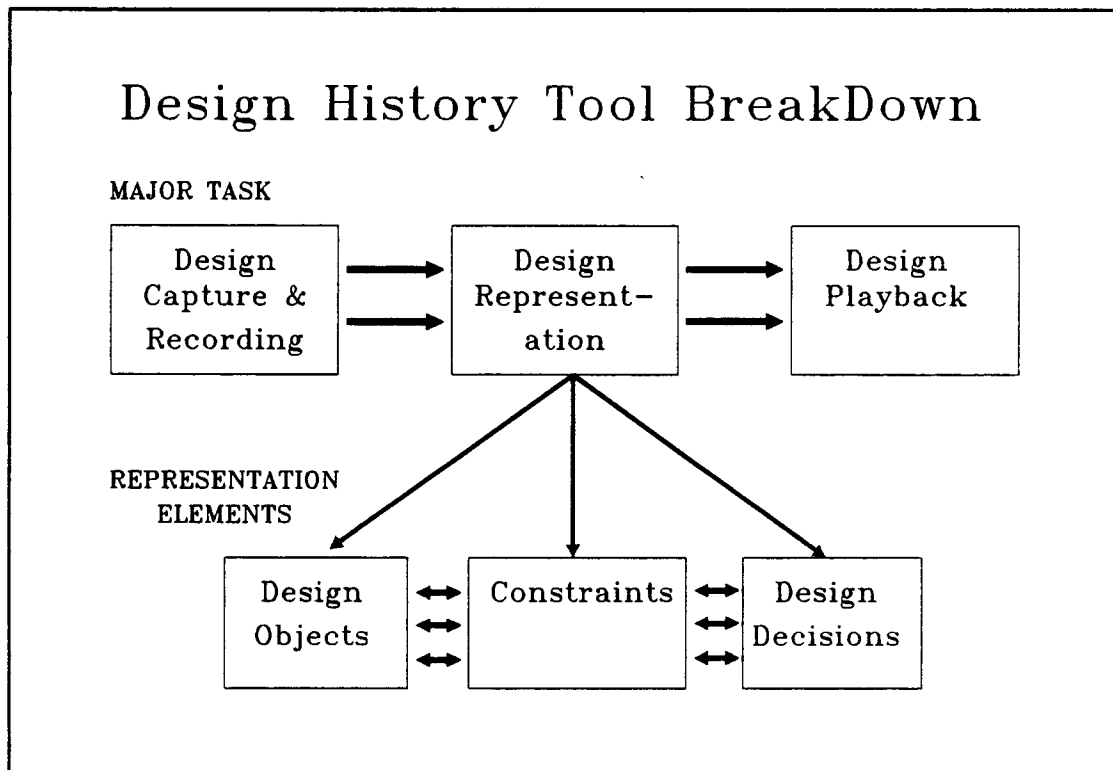 Design History Tool BreakDown
MAJOR TASK
Design
Capture &
Recording
Design
Represent-
ation
Design
Playback
REPRESENTATION
ELEMENTS
Design
Objects
Constraints
Design
Decisions